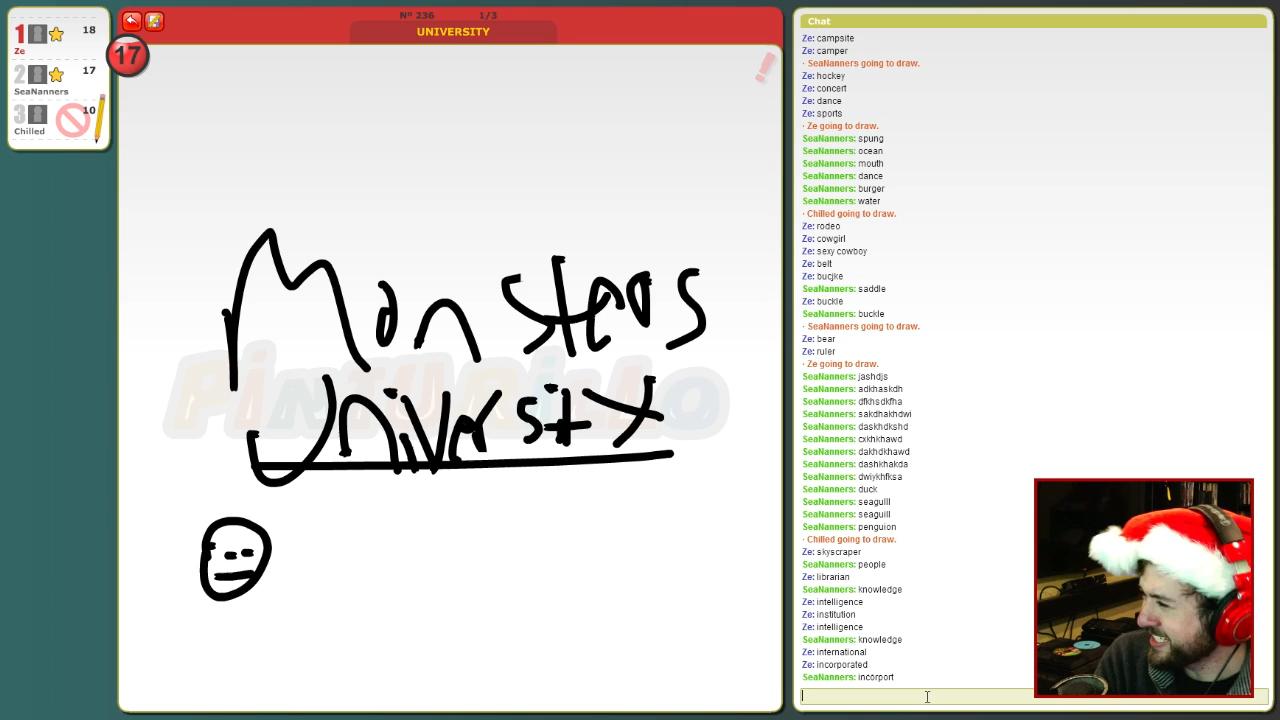 Nº 236 1/3
UNIVERSITY
1 18
Ze
2 17
SeaNanners
3 10
Chilled
17
Monsters
University
Chat
Ze: campsite
Ze: camper
· SeaNanners going to draw.
Ze: hockey
Ze: concert
Ze: dance
Ze: sports
· Ze going to draw.
SeaNanners: spung
SeaNanners: ocean
SeaNanners: mouth
SeaNanners: dance
SeaNanners: burger
SeaNanners: water
· Chilled going to draw.
Ze: rodeo
Ze: cowgirl
Ze: sexy cowboy
Ze: belt
Ze: bucjke
SeaNanners: saddle
Ze: buckle
SeaNanners: buckle
· SeaNanners going to draw.
Ze: bear
Ze: ruler
· Ze going to draw.
SeaNanners: jashdjs
SeaNanners: adkhaskdh
SeaNanners: dfkhsdkfha
SeaNanners: sakdhakhdwi
SeaNanners: daskhdkshd
SeaNanners: cxkhkhawd
SeaNanners: dakhdkhawd
SeaNanners: dashkhakda
SeaNanners: dwiykhfksa
SeaNanners: duck
SeaNanners: seagulll
SeaNanners: seaguill
SeaNanners: penguion
· Chilled going to draw.
Ze: skyscraper
SeaNanners: people
Ze: librarian
SeaNanners: knowledge
Ze: intelligence
Ze: institution
Ze: intelligence
SeaNanners: knowledge
Ze: international
Ze: incorporated
SeaNanners: incorport